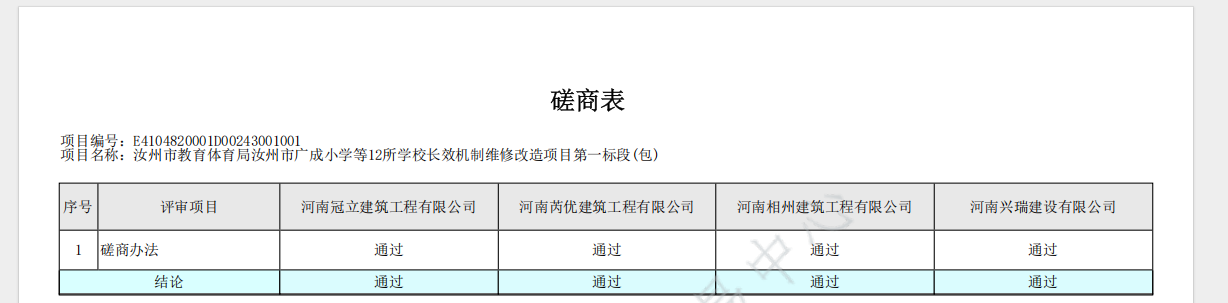 磋商表
项目编号：E4104820001D00243001001
项目名称：汝州市教育体育局汝州市广成小学等12所学校长效机制维修改造项目第一标段(包)
序号 评审项目 河南冠立建筑工程有限公司 河南芮优建筑工程有限公司 河南相州建筑工程有限公司 河南兴瑞建设有限公司
1 磋商办法 通过 通过 通过 通过
结论 通过 通过 通过 通过
中心